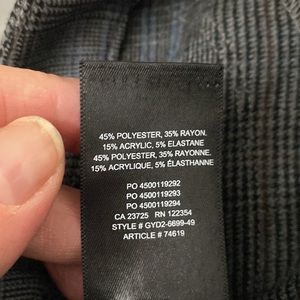 45% POLYESTER, 35% RAYON.
15% ACRYLIC, 5% ELASTANE
45% POLYESTER, 35% RAYONNE,
15% ACRYLIQUE, 5% ÉLASTHANNE
PO 4500119292
PO 4500119293
PO 4500119294
CA 23725 RN 122354
STYLE # GYD2-6699-49
ARTICLE # 74619